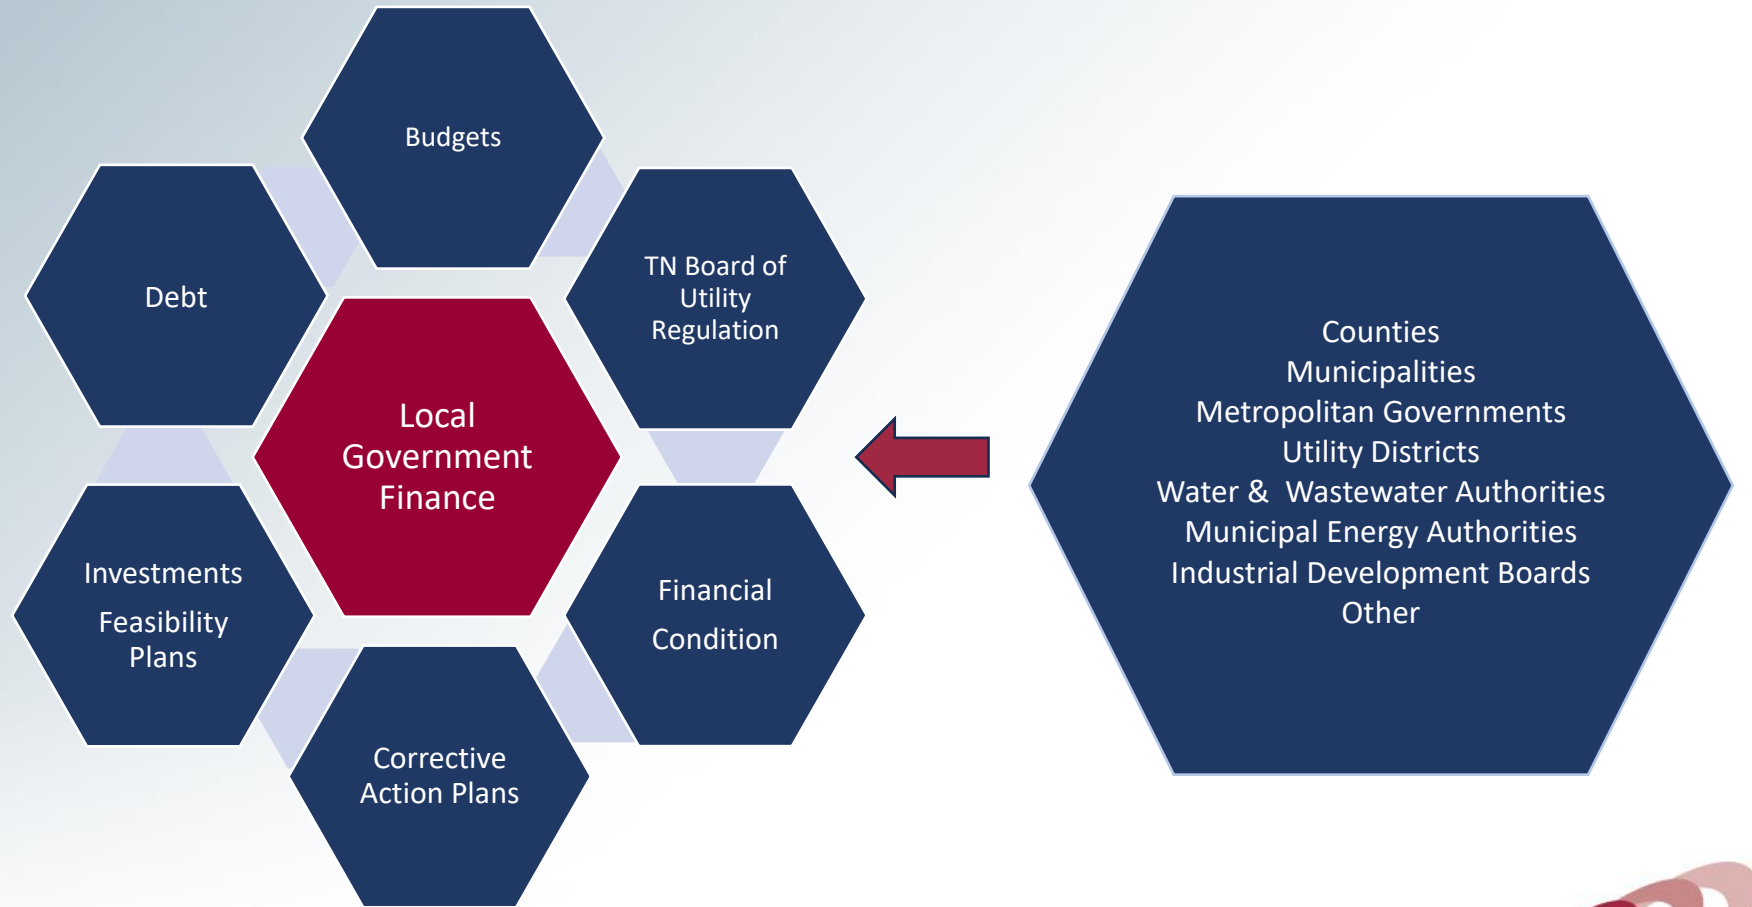 Budgets
Debt
TN Board of
Utility
Regulation
Local
Government
Finance
Investments
Feasibility
Plans
Financial
Condition
Corrective
Action Plans
Counties
Municipalities
Metropolitan Governments
Utility Districts
Water &  Wastewater Authorities
Municipal Energy Authorities
Industrial Development Boards
Other